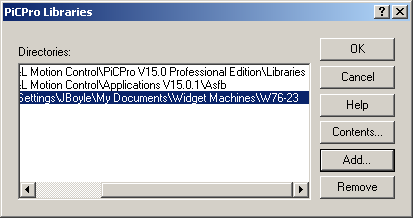 PiCPro Libraries
Directories:
L Motion Control\PiCPro V15.0 Professional Edition\Libraries
L Motion Control\Applications V15.0.1\Asfb
Settings\JBoyle\My Documents\Widget Machines\W76-23
OK
Cancel
Help
Contents...
Add...
Remove